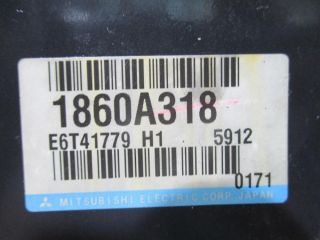 1860A318
E6T41779 H1 5912
0171
MITSUBISHI ELECTRIC CORP. JAPAN